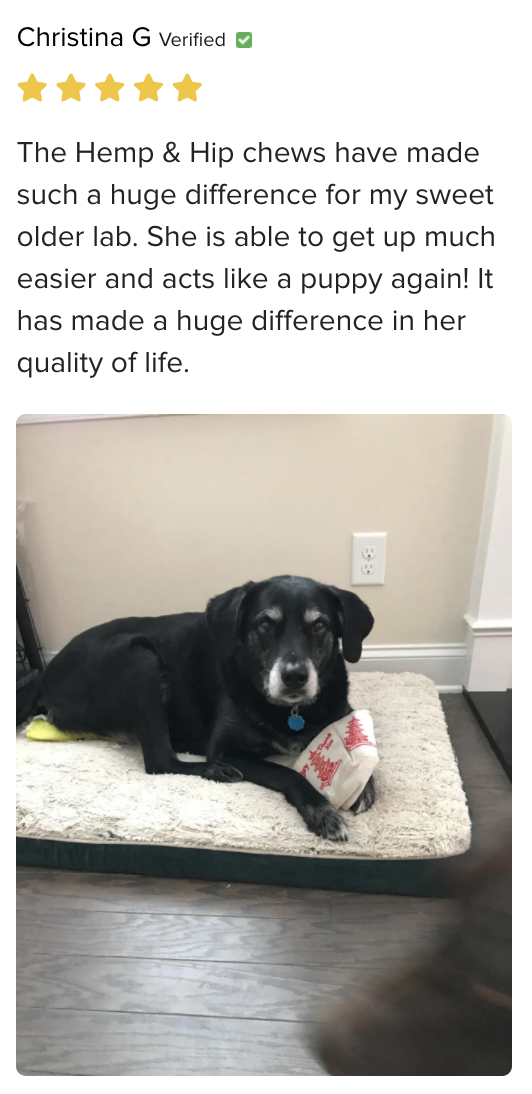 Christina G Verified
The Hemp & Hip chews have made
such a huge difference for my sweet
older lab. She is able to get up much
easier and acts like a puppy again! It
has made a huge difference in her
quality of life.